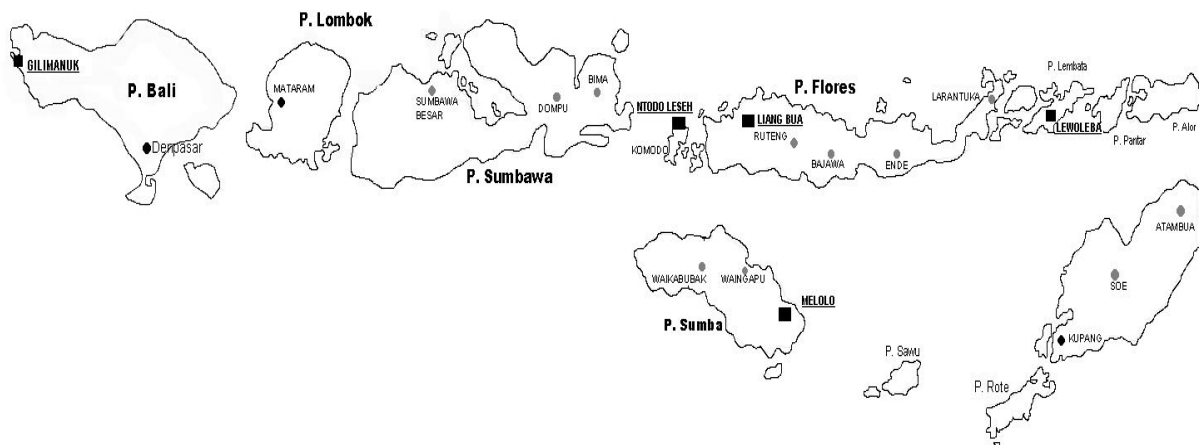 P. Lombok
GILIMANUK
P. Bali
Denpasar
MATARAM
SUMBAWA
BESAR
DOMPU
BIMA
P. Sumbawa
NTODO LESEH
KOMODO
P. Flores
LIANG BUA
RUTENG
BAJAWA
ENDE
LARANTUKA
P. Lembata
LEWOLEBA
P. Pantar
P. Alor
WAIKABUBAK
WAINGAPU
MELOLO
P. Sumba
P. Sawu
P. Rote
KUPANG
SOE
ATAMBUA